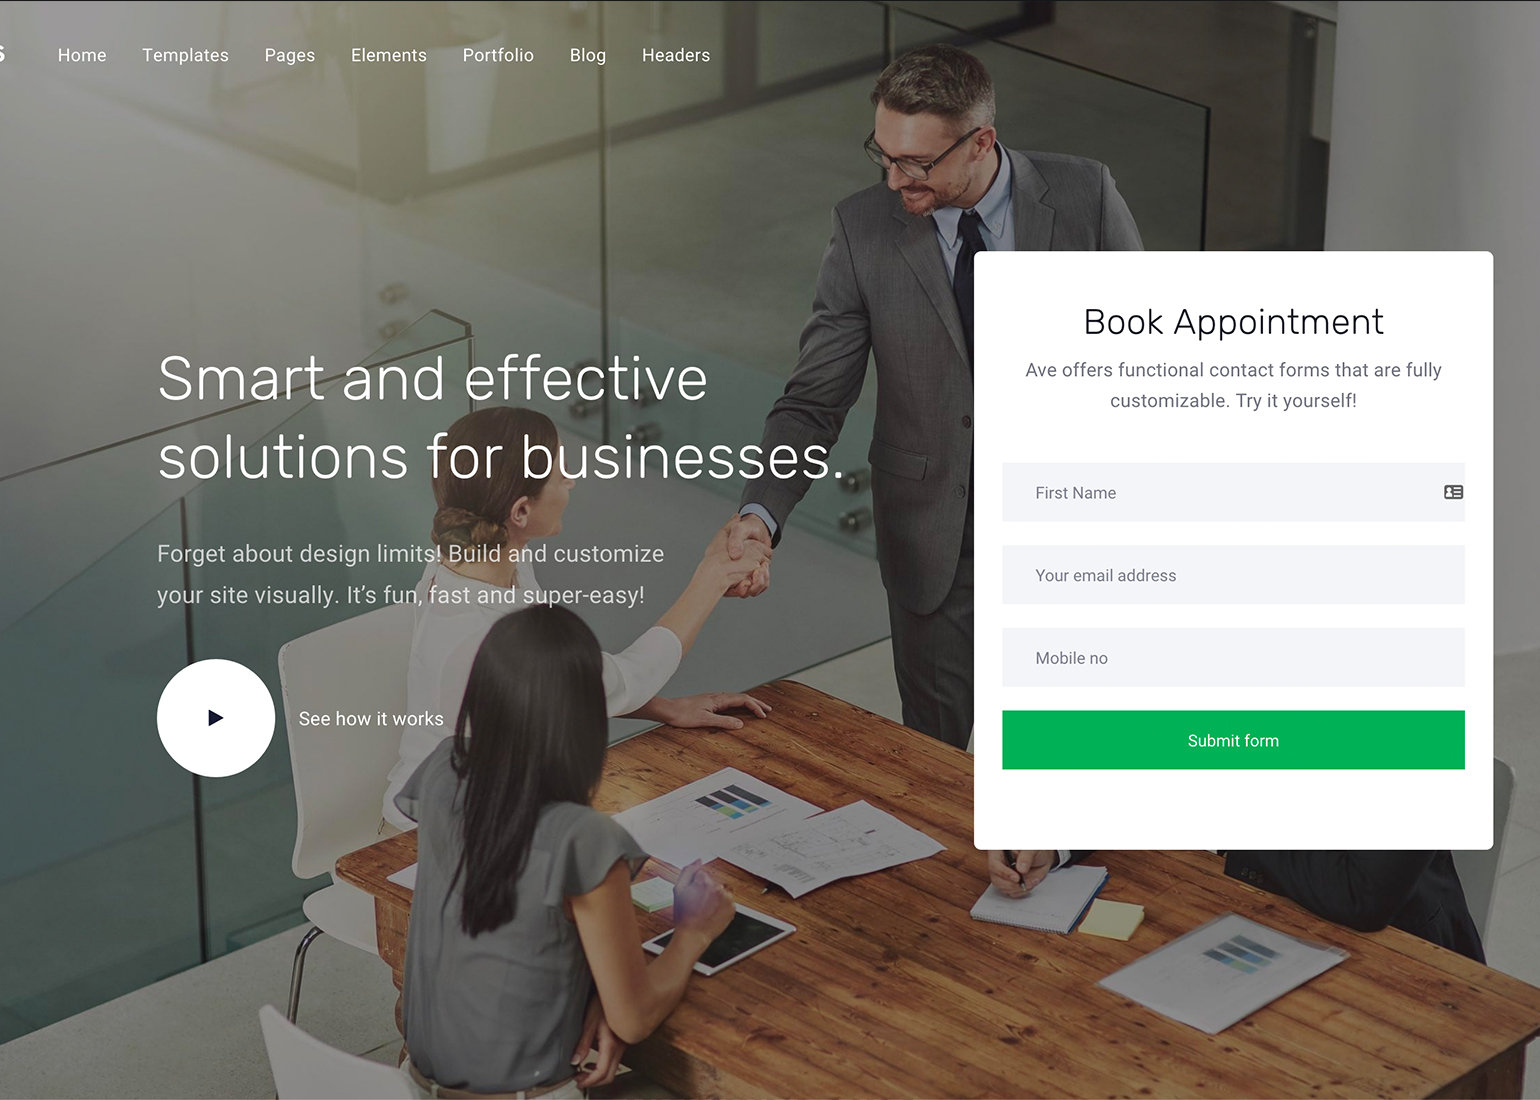 Home Templates Pages Elements Portfolio Blog Headers
Smart and effective
solutions for businesses.
Forget about design limits! Build and customize
your site visually. It’s fun, fast and super-easy!
See how it works
Book Appointment
Ave offers functional contact forms that are fully
customizable. Try it yourself!
First Name
Your email address
Mobile no
Submit form